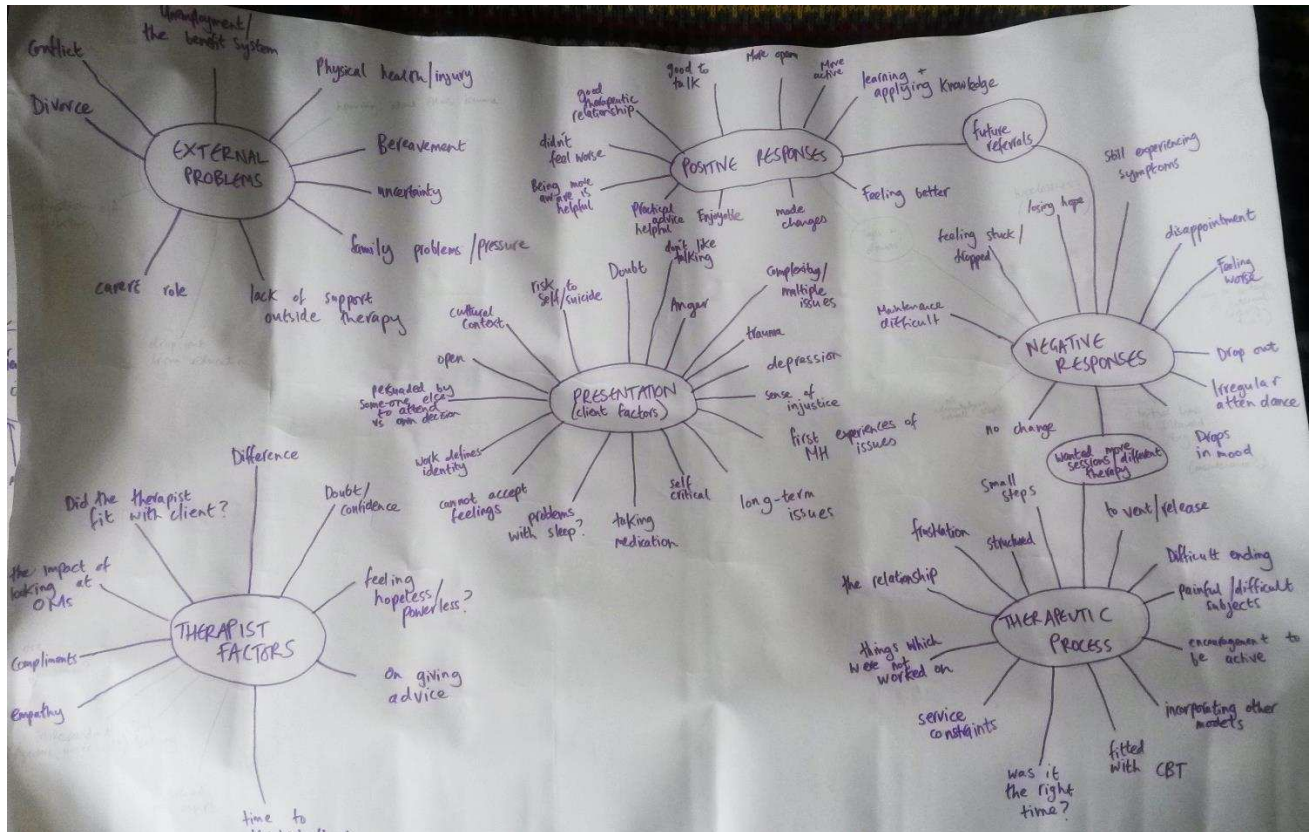 Unemployment/
the benefit system
Conflict
Divorce
Physical health/injury
Bereavement
uncertainty
family problems/pressure
lack of support
outside therapy
carer role
EXTERNAL
PROBLEMS
good to
talk
More open
More
active
learning +
applying knowledge
good
therapeutic
relationship
didn't
feel worse
Being more
aware is
helpful
Practical
advice
helpful
Enjoyable
made
changes
Feeling better
POSITIVE RESPONSES
future
referrals
still experiencing
symptoms
/losing hope
feeling stuck/
dropped
disappointment
Feeling
worse
Maintenance
difficult
NEGATIVE
RESPONSES
Drop out
Irregular
attendance
Drops
in mood
no change
wanted more
sessions/different
therapy
don't like
talking
Doubt
risk to
self/suicide
cultural
context
open
persuaded by
some-one else
to attend
vs own decision
work defines
identity
cannot accept
feelings
problems
with sleep?
taking
medication
self
critical
long-term
issues
first experiences of
MH issues
sense of
injustice
depression
trauma
complexity/
multiple
issues
Anger
PRESENTATION
(client factors)
Difference
Did the therapist
fit with client?
Doubt/
confidence
the impact of
looking at
OMs
Compliments
empathy
feeling
hopeless/
powerless?
On giving
advice
time to
THERAPIST
FACTORS
small
steps
structured
frustration
the relationship
things which
were not
worked on
service
constraints
was it
the right
time?
fitted
with CBT
incorporating other
models
encouragement to
be active
painful/difficult
subjects
Difficult ending
to vent/release
THERAPEUTIC
PROCESS